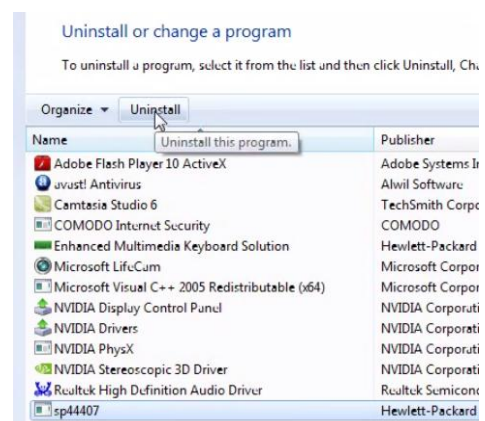 Uninstall or change a program
To uninstall a program, select it from the list and then click Uninstall, Cha
Organize Uninstall
Uninstall this program.
Name Publisher
Adobe Flash Player 10 ActiveX Adobe Systems In
avast! Antivirus Alwil Software
Camtasia Studio 6 TechSmith Corpo
COMODO Internet Security COMODO
Enhanced Multimedia Keyboard Solution Hewlett-Packard
Microsoft LifeCam Microsoft Corpor
Microsoft Visual C++ 2005 Redistributable (x64) Microsoft Corpor
NVIDIA Display Control Panel NVIDIA Corporati
NVIDIA Drivers NVIDIA Corporati
NVIDIA PhysX NVIDIA Corporati
NVIDIA Stereoscopic 3D Driver NVIDIA Corporati
Realtek High Definition Audio Driver Realtek Semicond
sp44407 Hewlett-Packard